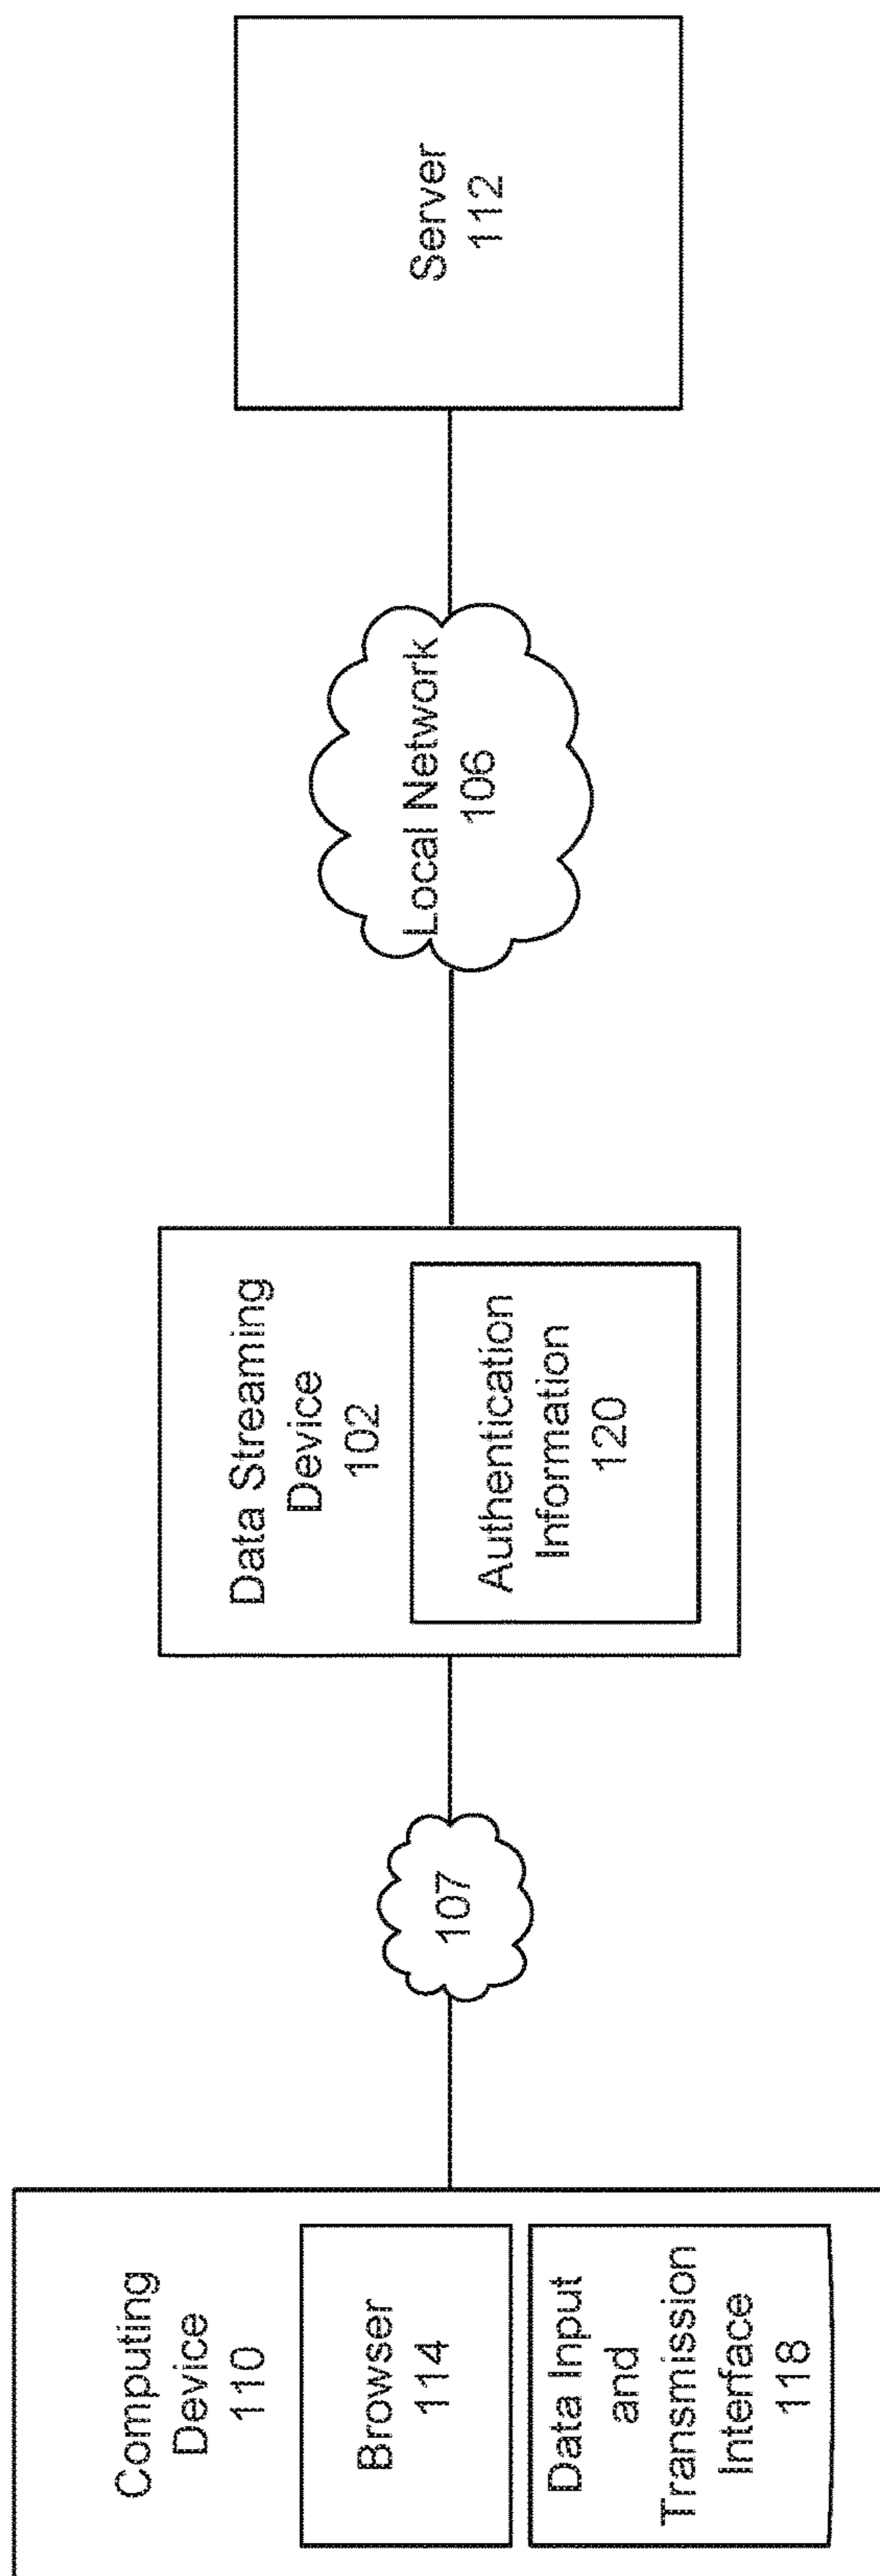 Computing
Device
110
Browser
114
Data Input
and
Transmission
Interface
118
107
Data Streaming
Device
102
Authentication
Information
120
Local Network
106
Server
112